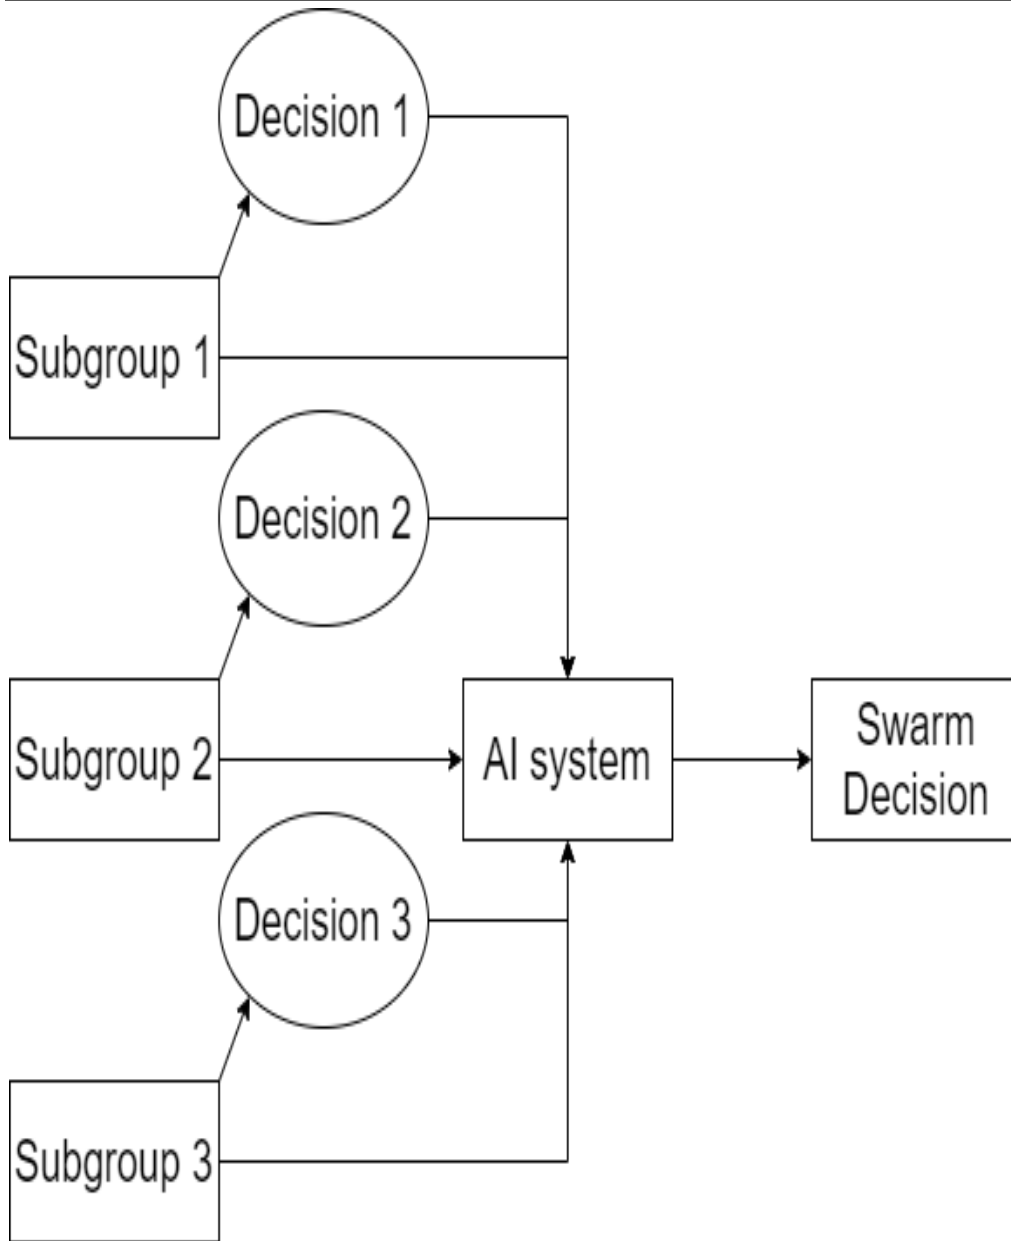 Decision 1
Subgroup 1
Decision 2
Subgroup 2
AI system
Swarm
Decision
Decision 3
Subgroup 3